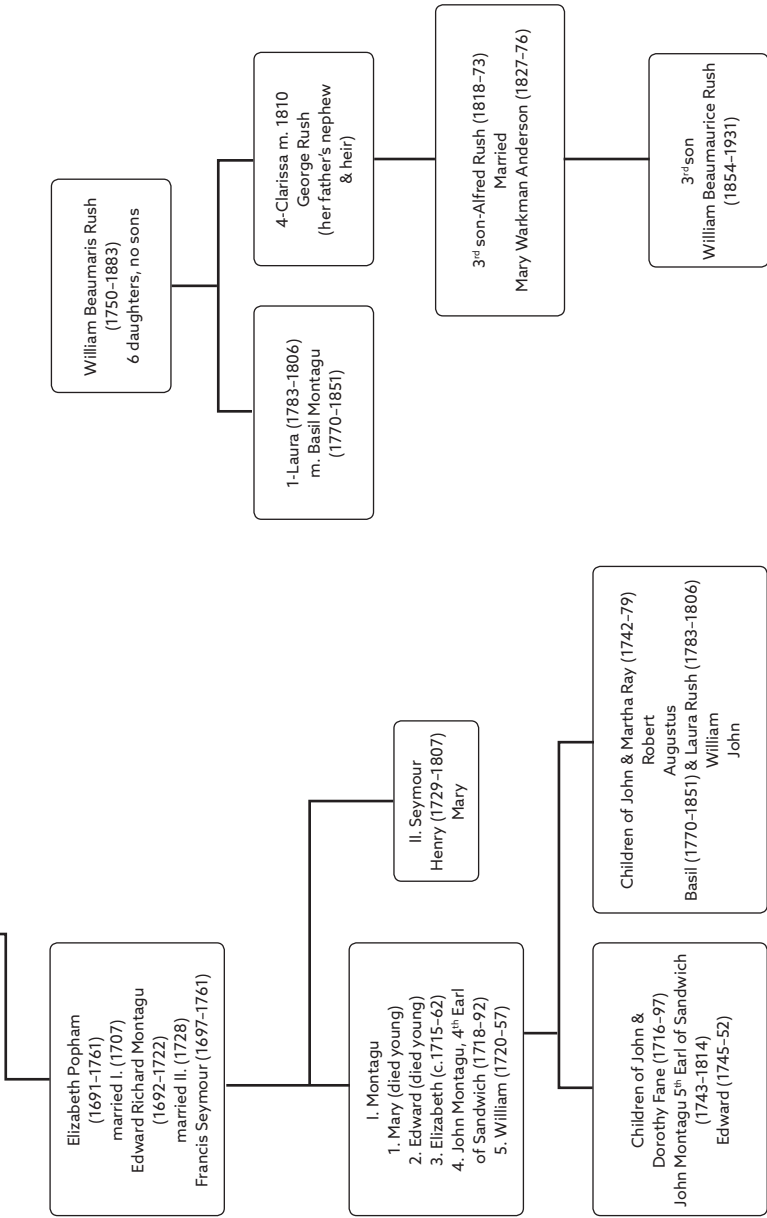 Elizabeth Popham
(1691–1761)
married I. (1707)
Edward Richard Montagu
(1692–1722)
married II. (1728)
Francis Seymour (1697–1761)
I. Montagu
1. Mary (died young)
2. Edward (died young)
3. Elizabeth (c.1715–62)
4. John Montagu, 4th Earl
of Sandwich (1718–92)
5. William (1720–57)
II. Seymour
Henry (1729–1807)
Mary
Children of John &
Dorothy Fane (1716–97)
John Montagu 5th Earl of Sandwich
(1743–1814)
Edward (1745–52)
Children of John & Martha Ray (1742–79)
Robert
Augustus
Basil (1770–1851) & Laura Rush (1783–1806)
William
John
William Beaumaris Rush
(1750–1883)
6 daughters, no sons
1-Laura (1783–1806)
m. Basil Montagu
(1770–1851)
4-Clarissa m. 1810
George Rush
(her father's nephew
& heir)
3rd son-Alfred Rush (1818–73)
Married
Mary Warkman Anderson (1827–76)
3rd son
William Beaumaurice Rush
(1854–1931)